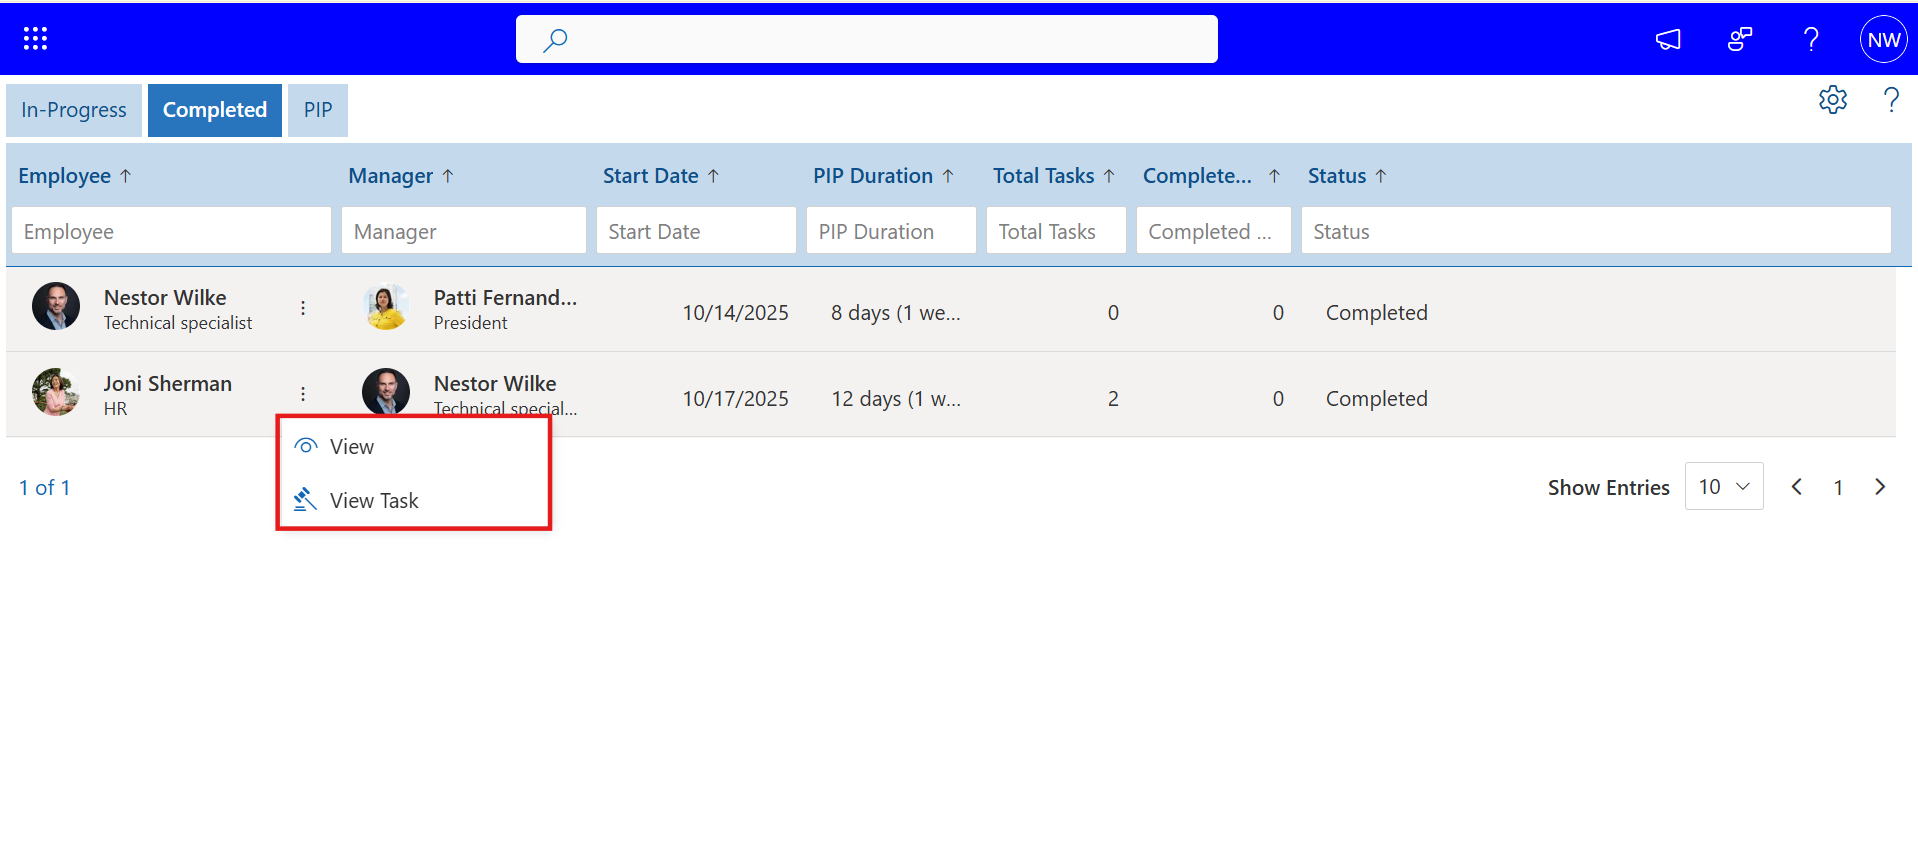 NW
In-Progress Completed PIP
Employee ↑ Manager ↑ Start Date ↑ PIP Duration ↑ Total Tasks ↑ Complete... ↑ Status ↑
Employee Manager Start Date PIP Duration Total Tasks Completed ... Status
Nestor Wilke Patti Fernand... 10/14/2025 8 days (1 we... 0 0 Completed
Technical specialist President
Joni Sherman Nestor Wilke 10/17/2025 12 days (1 w... 2 0 Completed
HR Technical special...
View
View Task
1 of 1 Show Entries 10 1